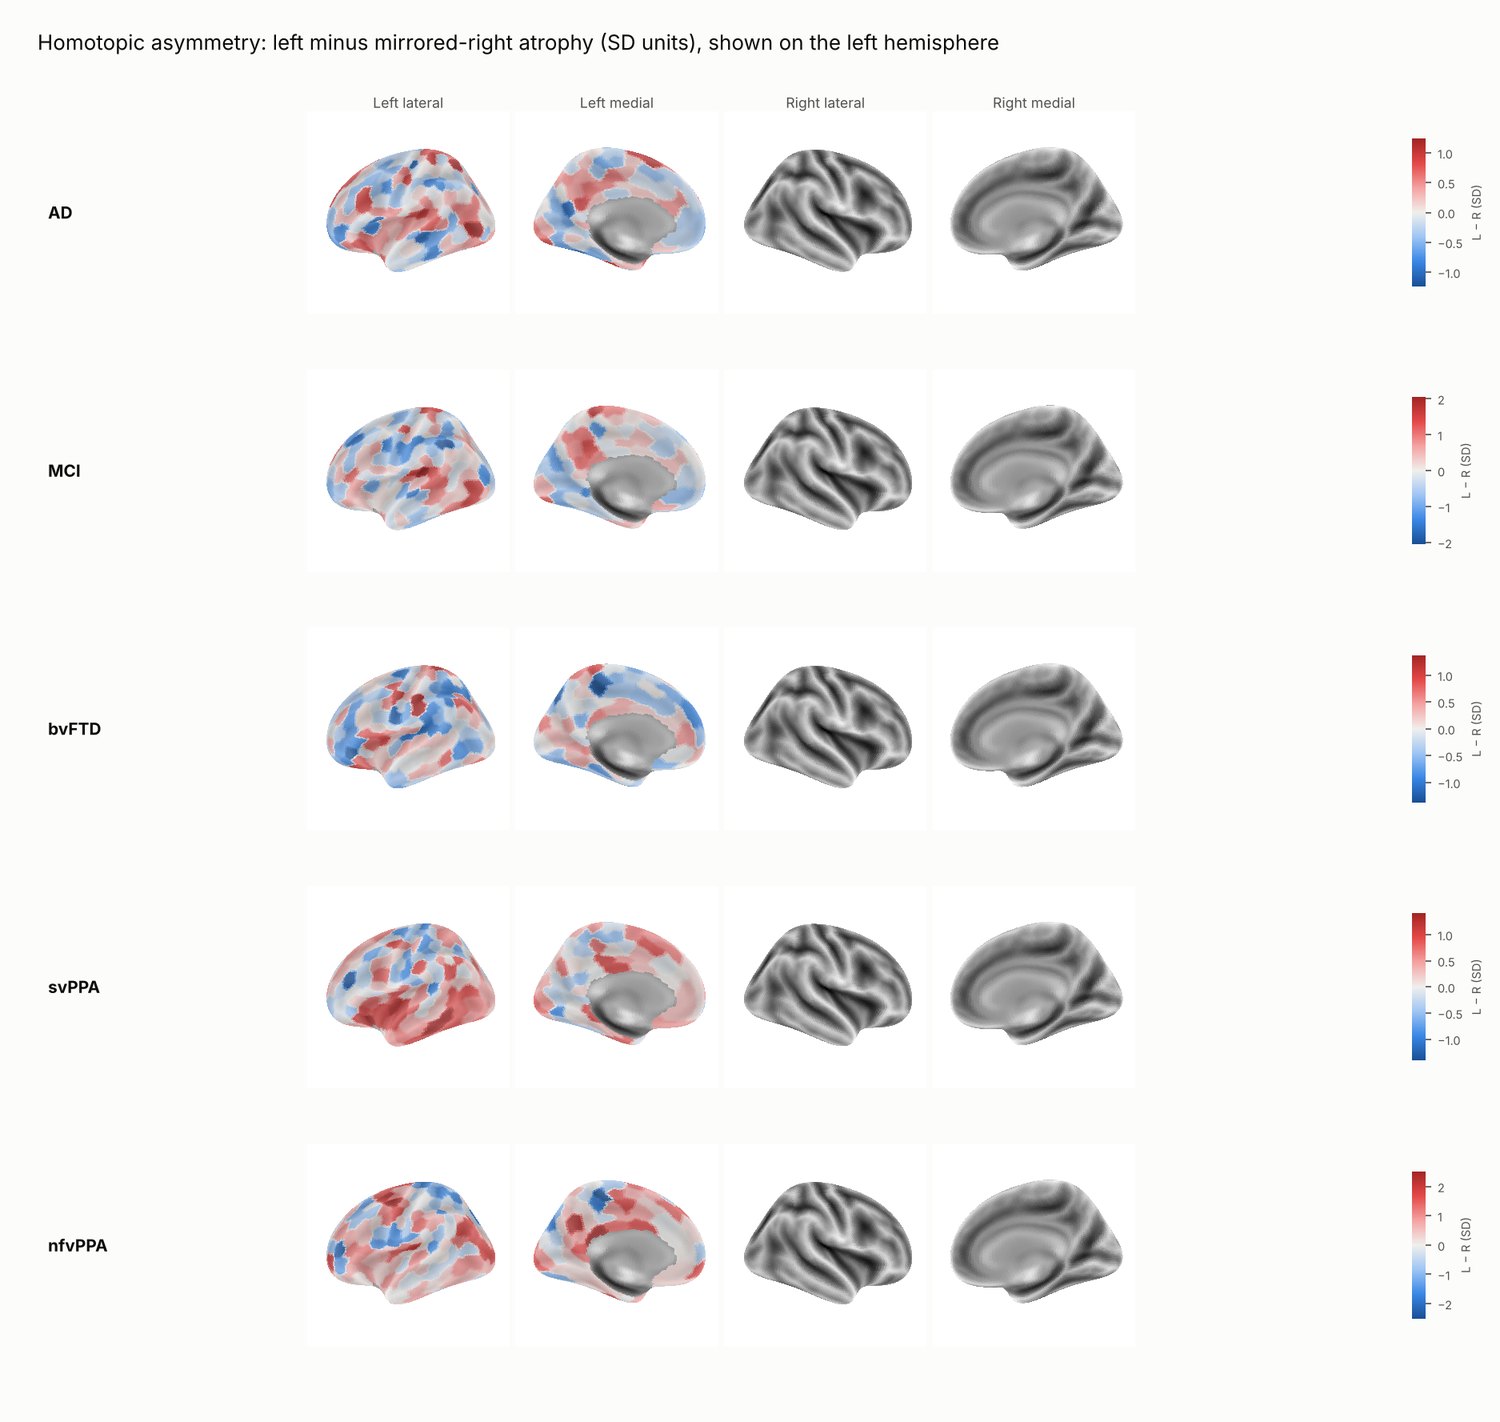 Homotopic asymmetry: left minus mirrored-right atrophy (SD units), shown on the left hemisphere
Left lateral
Left medial
Right lateral
Right medial
AD
1.0
0.5
0.0
−0.5
−1.0
L − R (SD)
MCI
2
1
0
−1
−2
L − R (SD)
bvFTD
1.0
0.5
0.0
−0.5
−1.0
L − R (SD)
svPPA
1.0
0.5
0.0
−0.5
−1.0
L − R (SD)
nfvPPA
2
1
0
−1
−2
L − R (SD)